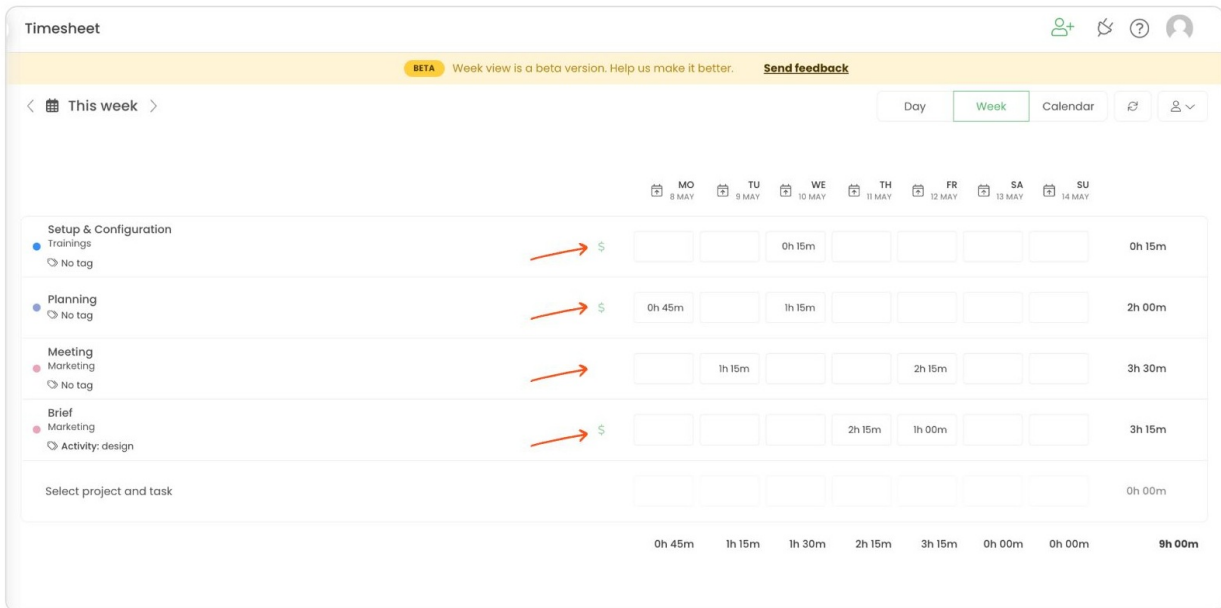 Timesheet
BETA Week view is a beta version. Help us make it better. Send feedback
This week
Day Week Calendar
MO TU WE TH FR SA SU
8 MAY 9 MAY 10 MAY 11 MAY 12 MAY 13 MAY 14 MAY
Setup & Configuration
Trainings
No tag
$ 0h 15m 0h 15m
Planning
No tag
$ 0h 45m 1h 15m 2h 00m
Meeting
Marketing
No tag
1h 15m 2h 15m 3h 30m
Brief
Marketing
Activity: design
$ 2h 15m 1h 00m 3h 15m
Select project and task 0h 00m
0h 45m 1h 15m 1h 30m 2h 15m 3h 15m 0h 00m 0h 00m 9h 00m